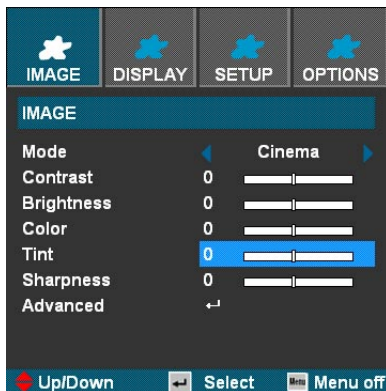 IMAGE DISPLAY SETUP OPTIONS
IMAGE
Mode Cinema
Contrast 0
Brightness 0
Color 0
Tint 0
Sharpness 0
Advanced
Up/Down Select Menu Menu off